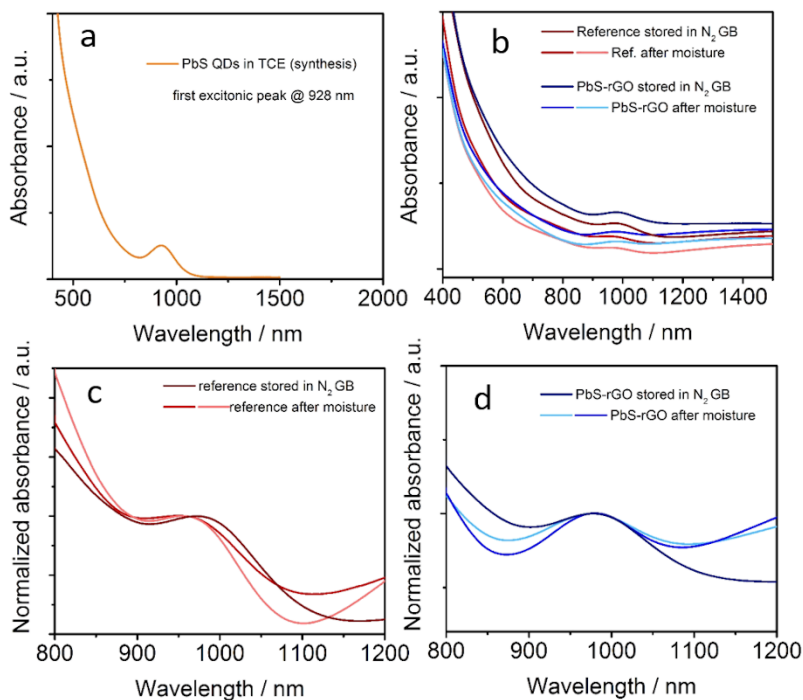 a
PbS QDs in TCE (synthesis)
first excitonic peak @ 928 nm
Absorbance / a.u.
500 1000 1500 2000
Wavelength / nm
b
Reference stored in N₂ GB
Ref. after moisture
PbS-rGO stored in N₂ GB
PbS-rGO after moisture
Absorbance / a.u.
400 600 800 1000 1200 1400
Wavelength / nm
c
reference stored in N₂ GB
reference after moisture
Normalized absorbance / a.u.
800 900 1000 1100 1200
Wavelength / nm
d
PbS-rGO stored in N₂ GB
PbS-rGO after moisture
Normalized absorbance / a.u.
800 900 1000 1100 1200
Wavelength / nm